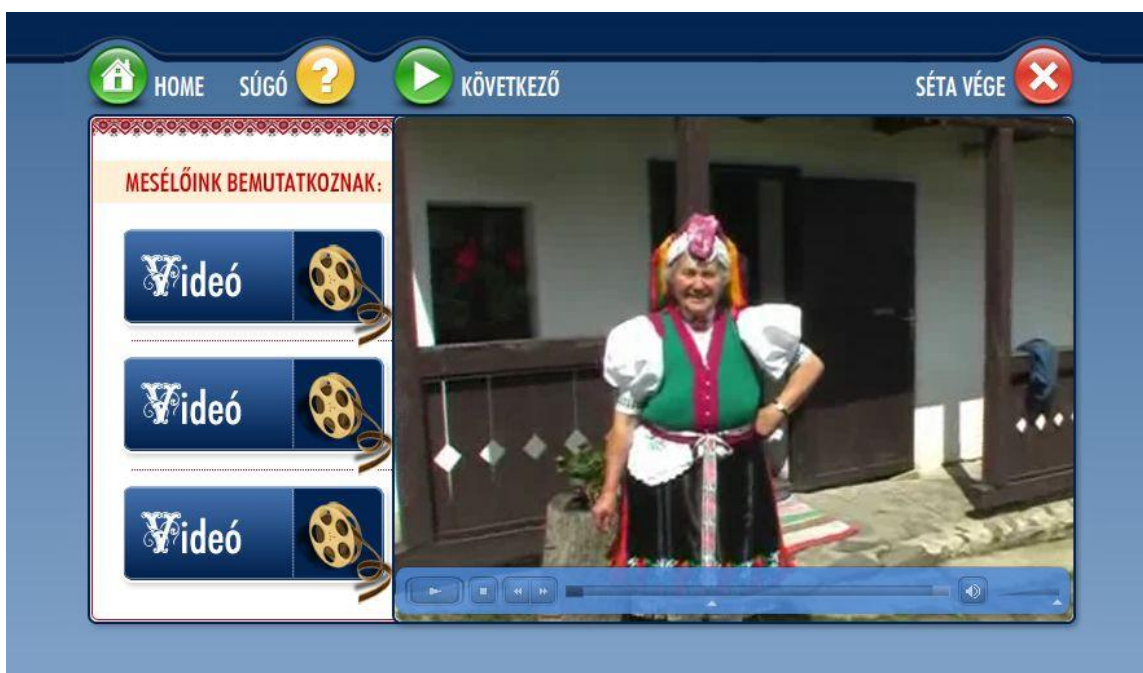 HOME SÚGÓ ? KÖVETKEZŐ SÉTA VÉGE
MESÉLŐINK BEMUTATKOZNAK:
Videó
Videó
Videó